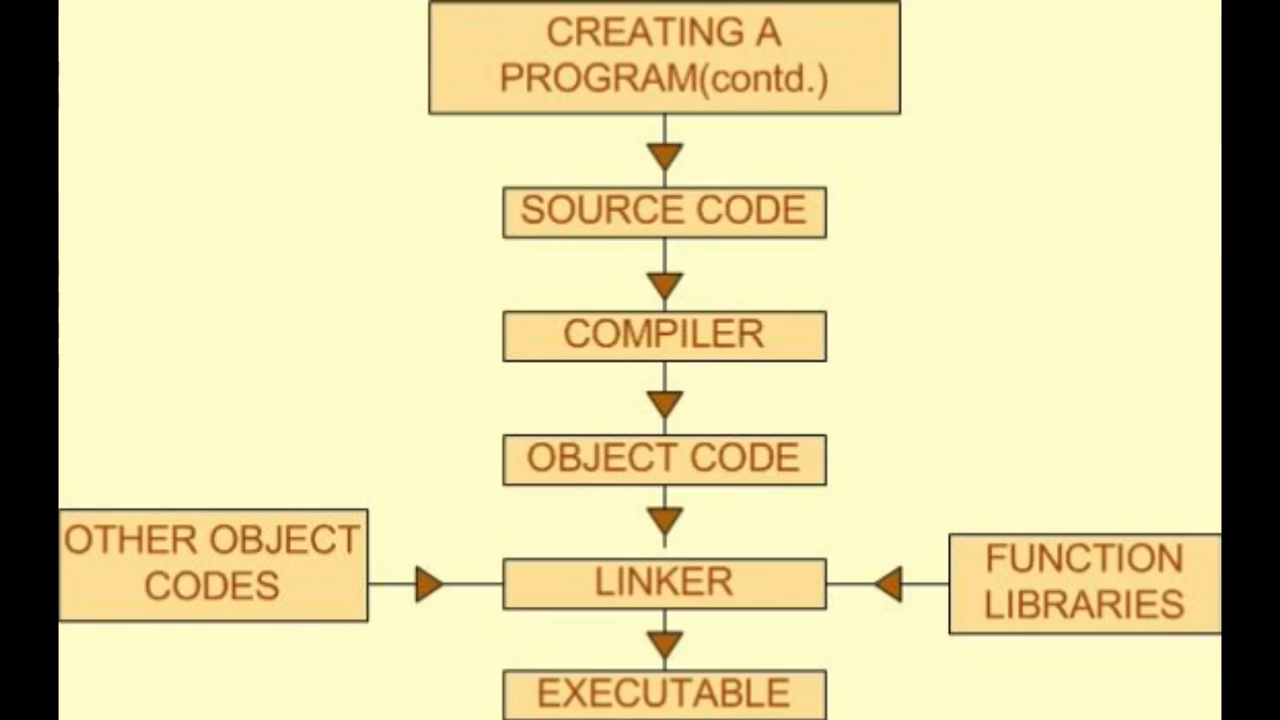 CREATING A
PROGRAM(contd.)
SOURCE CODE
COMPILER
OBJECT CODE
OTHER OBJECT
CODES
LINKER
FUNCTION
LIBRARIES
EXECUTABLE